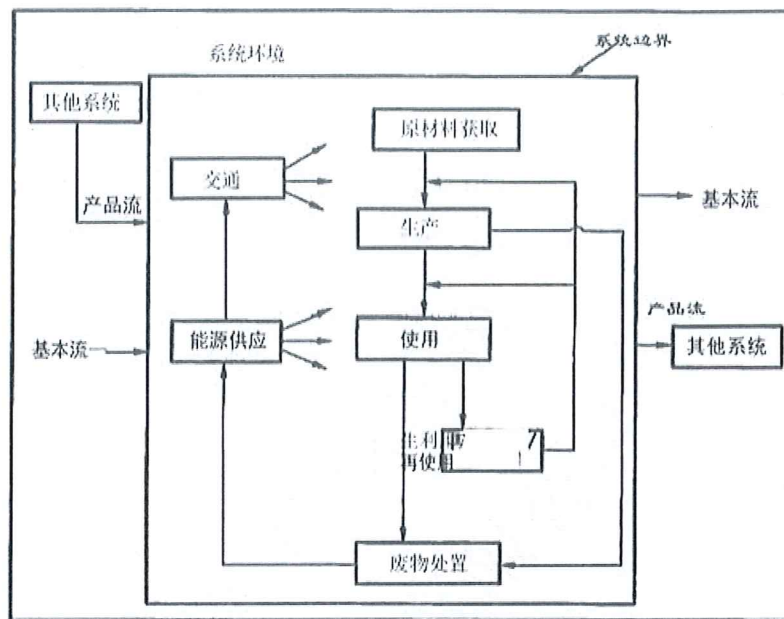 系统环境
系统边界
其他系统
原材料获取
交通
产品流
基本流
生产
产品流
能源供应
使用
基本流
其他系统
生利
再使用
废物处置